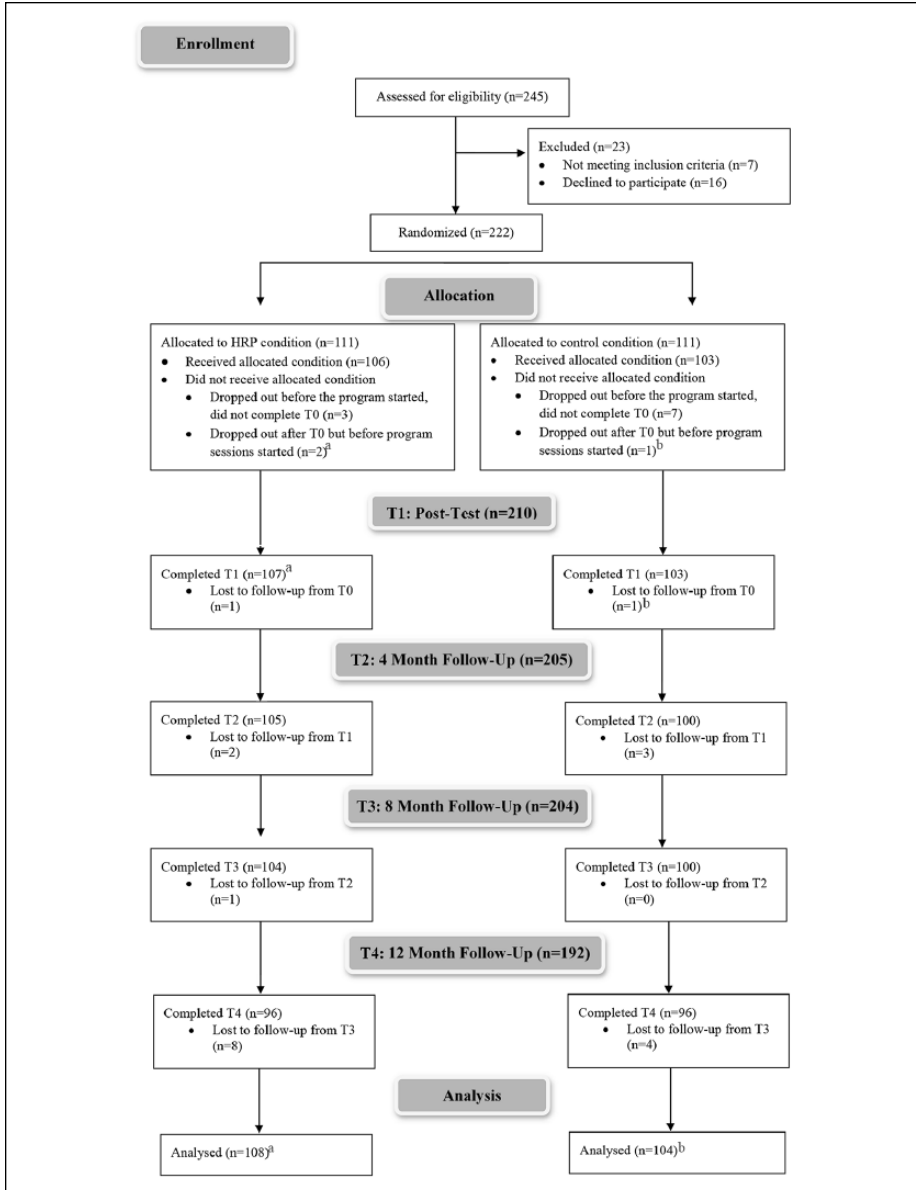 Enrollment
Assessed for eligibility (n=245)
Excluded (n=23)
• Not meeting inclusion criteria (n=7)
• Declined to participate (n=16)
Randomized (n=222)
Allocation
Allocated to HRP condition (n=111)
• Received allocated condition (n=106)
• Did not receive allocated condition
• Dropped out before the program started,
did not complete T0 (n=3)
• Dropped out after T0 but before program
sessions started (n=2)a
Allocated to control condition (n=111)
• Received allocated condition (n=103)
• Did not receive allocated condition
• Dropped out before the program started,
did not complete T0 (n=7)
• Dropped out after T0 but before program
sessions started (n=1)b
T1: Post-Test (n=210)
Completed T1 (n=107)a
• Lost to follow-up from T0
(n=1)
Completed T1 (n=103)
• Lost to follow-up from T0
(n=1)b
T2: 4 Month Follow-Up (n=205)
Completed T2 (n=105)
• Lost to follow-up from T1
(n=2)
Completed T2 (n=100)
• Lost to follow-up from T1
(n=3)
T3: 8 Month Follow-Up (n=204)
Completed T3 (n=104)
• Lost to follow-up from T2
(n=1)
Completed T3 (n=100)
• Lost to follow-up from T2
(n=0)
T4: 12 Month Follow-Up (n=192)
Completed T4 (n=96)
• Lost to follow-up from T3
(n=8)
Completed T4 (n=96)
• Lost to follow-up from T3
(n=4)
Analysis
Analysed (n=108)a
Analysed (n=104)b